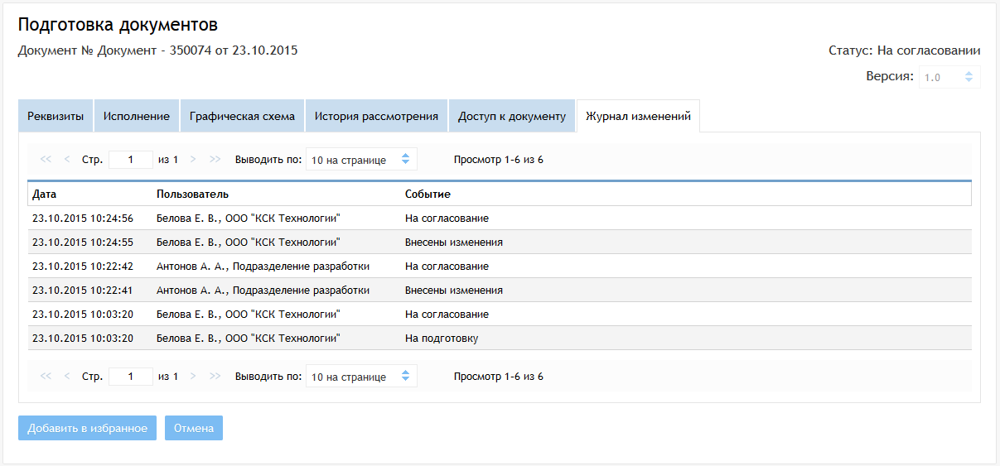 Подготовка документов
Документ № Документ - 350074 от 23.10.2015 Статус: На согласовании
Версия: 1.0
Реквизиты Исполнение Графическая схема История рассмотрения Доступ к документу Журнал изменений
<< < Стр. 1 из 1 > >> Выводить по: 10 на странице Просмотр 1-6 из 6
Дата Пользователь Событие
23.10.2015 10:24:56 Белова Е. В., ООО "КСК Технологии" На согласование
23.10.2015 10:24:55 Белова Е. В., ООО "КСК Технологии" Внесены изменения
23.10.2015 10:22:42 Антонов А. А., Подразделение разработки На согласование
23.10.2015 10:22:41 Антонов А. А., Подразделение разработки Внесены изменения
23.10.2015 10:03:20 Белова Е. В., ООО "КСК Технологии" На согласование
23.10.2015 10:03:20 Белова Е. В., ООО "КСК Технологии" На подготовку
<< < Стр. 1 из 1 > >> Выводить по: 10 на странице Просмотр 1-6 из 6
Добавить в избранное Отмена